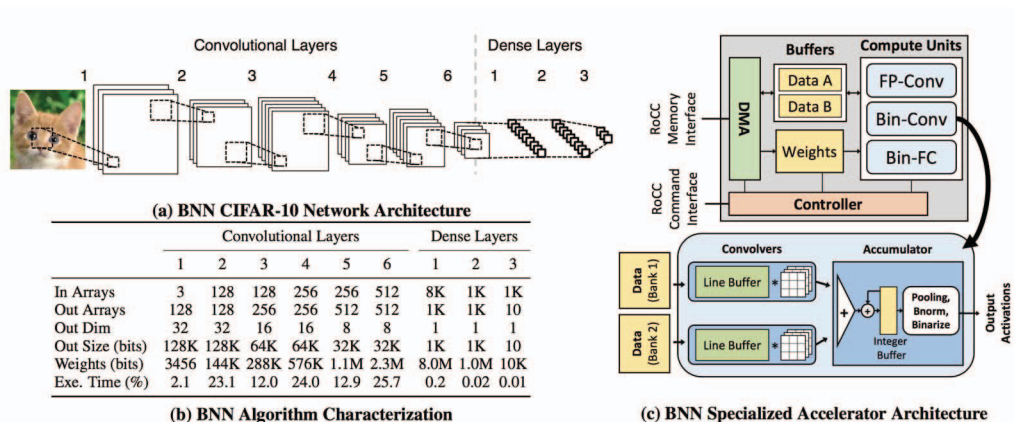 Convolutional Layers Dense Layers
1 2 3 4 5 6 1 2 3
(a) BNN CIFAR-10 Network Architecture
Convolutional Layers Dense Layers
1 2 3 4 5 6 1 2 3
In Arrays 3 128 128 256 256 512 8K 1K 1K
Out Arrays 128 128 256 256 512 512 1K 1K 10
Out Dim 32 32 16 16 8 8 1 1 1
Out Size (bits) 128K 128K 64K 64K 32K 32K 1K 1K 10
Weights (bits) 3456 144K 288K 576K 1.1M 2.3M 8.0M 1.0M 10K
Exe. Time (%) 2.1 23.1 12.0 24.0 12.9 25.7 0.2 0.02 0.01
(b) BNN Algorithm Characterization
Buffers Compute Units
RoCC
Memory
Interface
DMA
Data A
Data B
Weights
FP-Conv
Bin-Conv
Bin-FC
RoCC
Command
Interface
Controller
Convolvers Accumulator
Data
(Bank 1)
Line Buffer *
Data
(Bank 2)
Line Buffer *
+
+
Integer
Buffer
Pooling,
Bnorm,
Binarize
Output
Activations
(c) BNN Specialized Accelerator Architecture